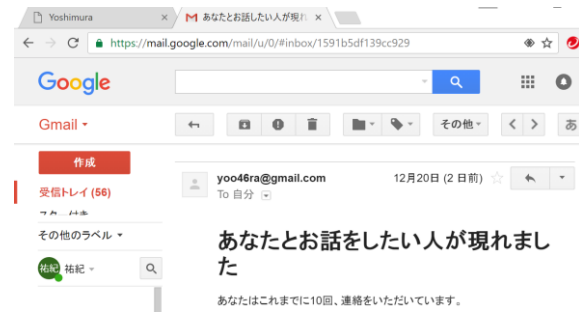 Yoshimura
あなたとお話したい人が現れ
https://mail.google.com/mail/u/0/#inbox/1591b5df139cc929
Google
Gmail
その他
あ
作成
受信トレイ (56)
その他のラベル
祐紀 祐紀
yoo46ra@gmail.com 12月20日 (2 日前)
To 自分
あなたとお話をしたい人が現れまし
た
あなたはこれまでに10回、連絡をいただいています。